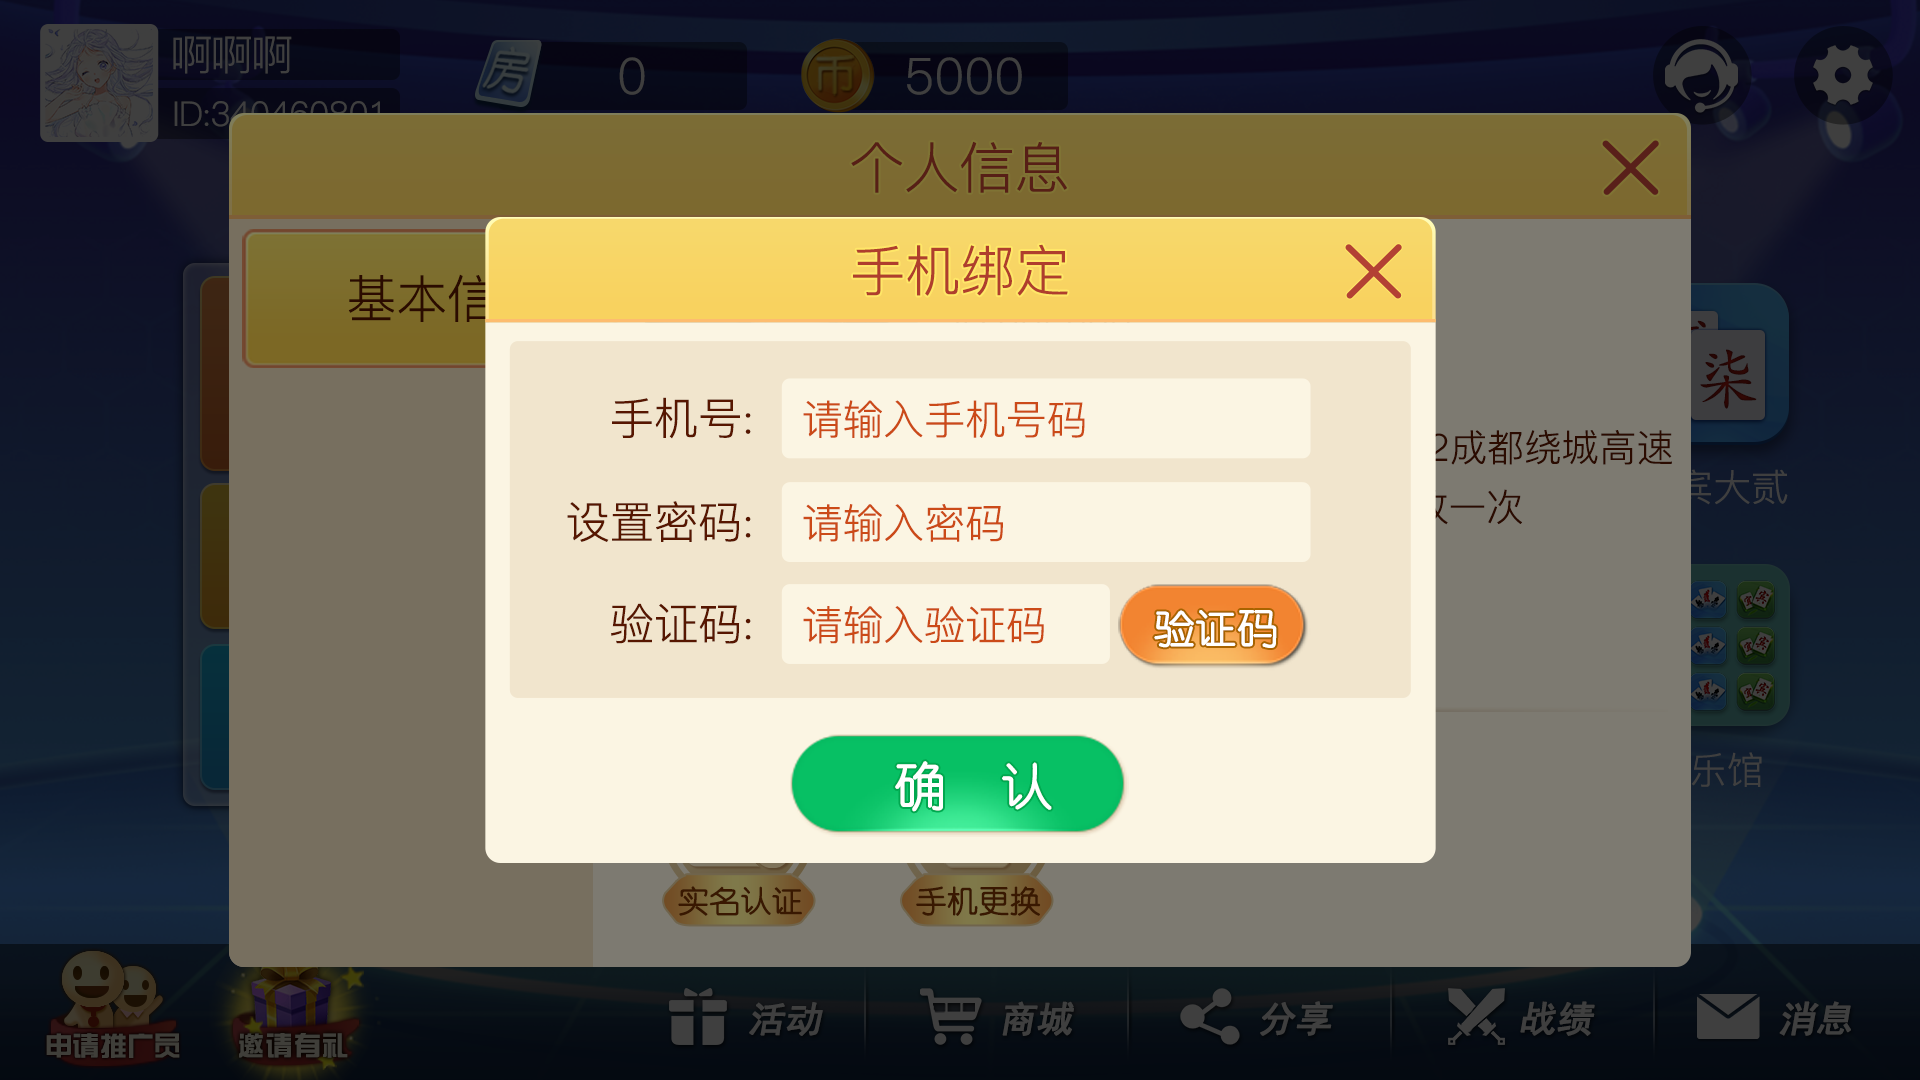 啊啊啊
房 0
币 5000
ID:340460801
个人信息
基本信
手机绑定
手机号: 请输入手机号码
设置密码: 请输入密码
验证码: 请输入验证码 验证码
确 认
柒
2成都绕城高速
宾大贰
一次
乐馆
实名认证 手机更换
申请推广员 邀请有礼 活动 商城 分享 战绩 消息